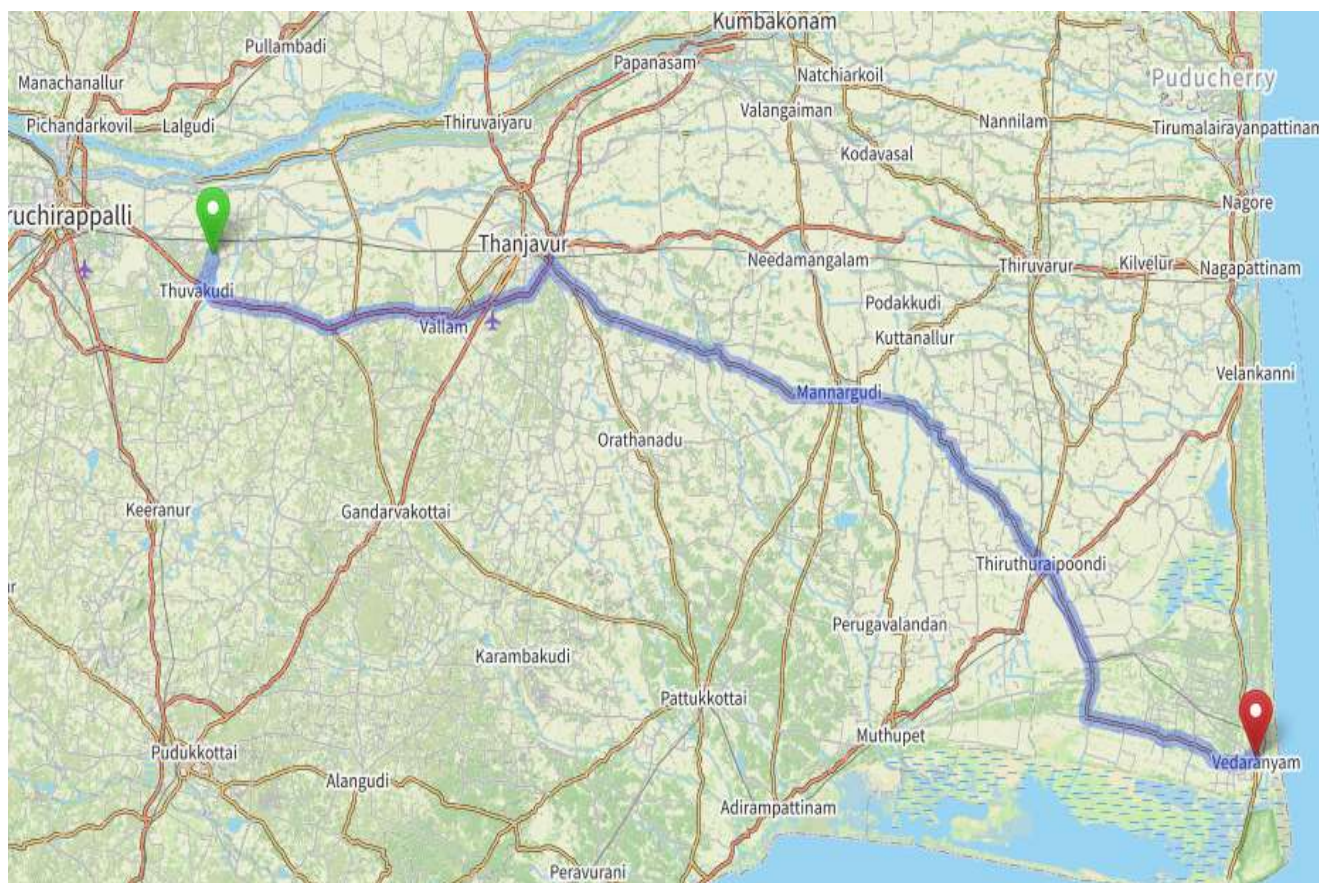 Kumbakonam
Pullambadi
Papanasam
Natchiarkoil
Puducherry
Manachanallur
Valangaiman
Nannilam
Tirumalairayanpattinam
Pichandarkovil
Lalgudi
Thiruvaiyaru
Kodavasal
Nagore
ruchirappalli
Thanjavur
Needamangalam
Thiruvarur
Kilvelur
Nagapattinam
Thuvakudi
Podakkudi
Vallam
Kuttanallur
Velankanni
Mannargudi
Orathanadu
Keeranur
Gandarvakottai
Thiruthuraipoondi
Perugavalandan
Karambakudi
Pattukkottai
Muthupet
Pudukkottai
Vedaranyam
Alangudi
Adirampattinam
Peravurani